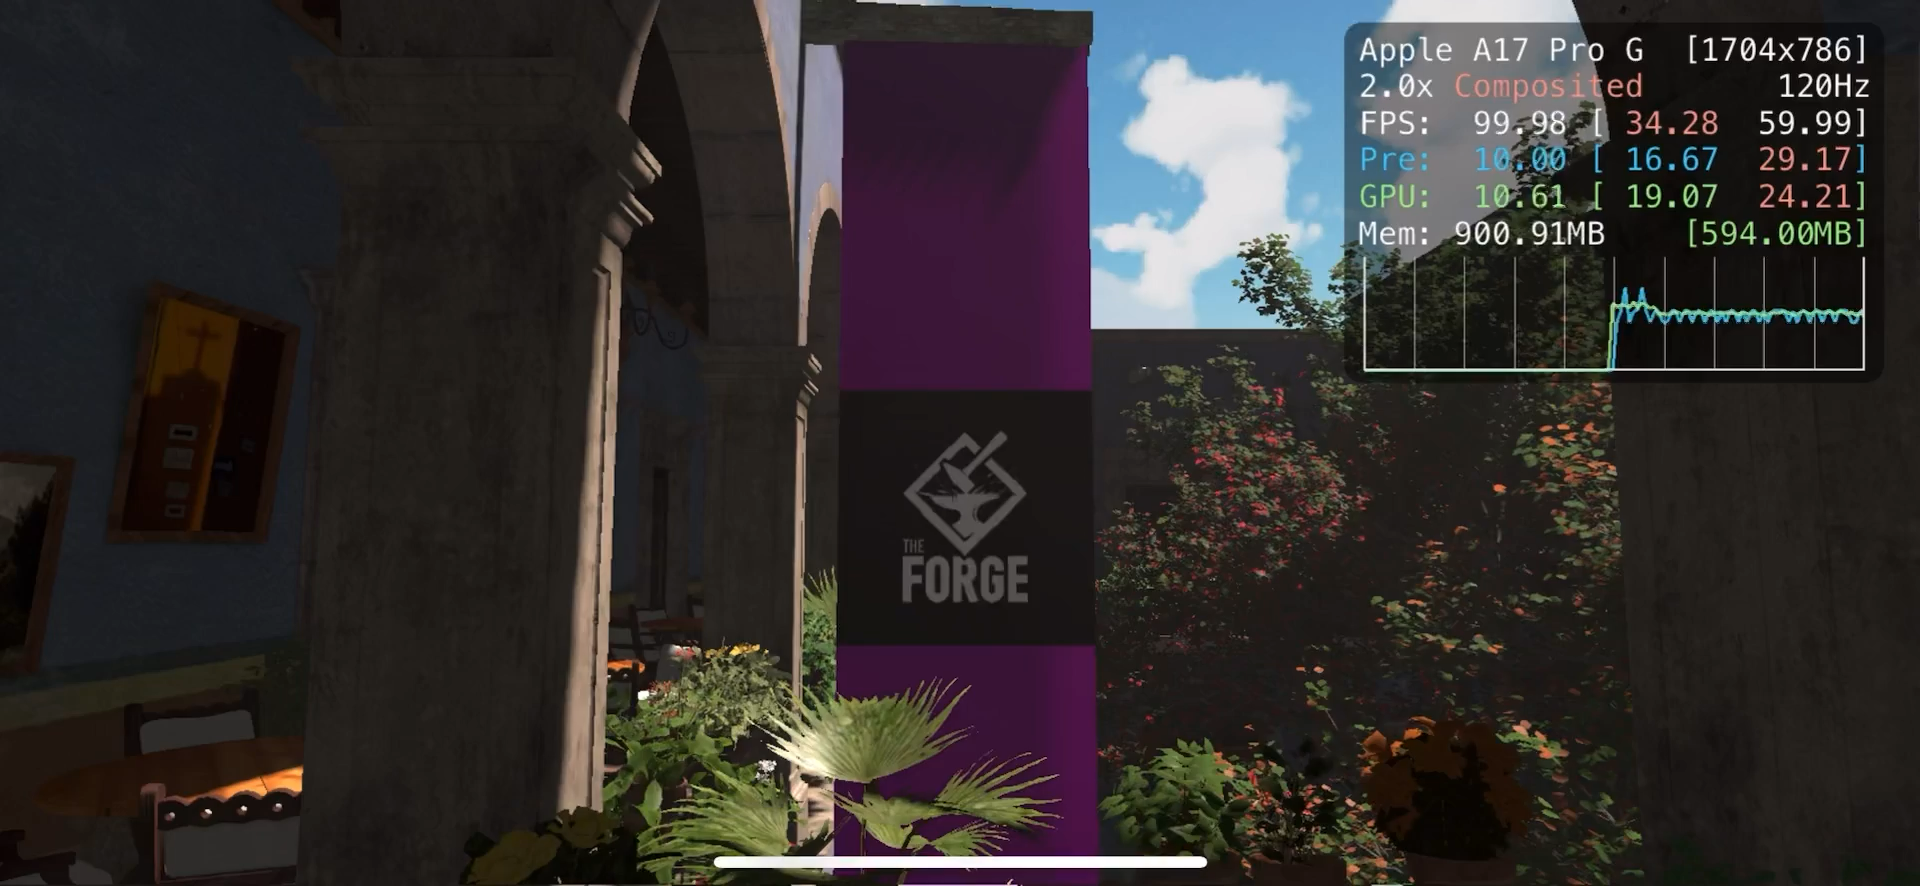 Apple A17 Pro G [1704x786]
2.0x Composited 120Hz
FPS: 99.98 [ 34.28 59.99]
Pre: 10.00 [ 16.67 29.17]
GPU: 10.61 [ 19.07 24.21]
Mem: 900.91MB [594.00MB]
THE
FORGE